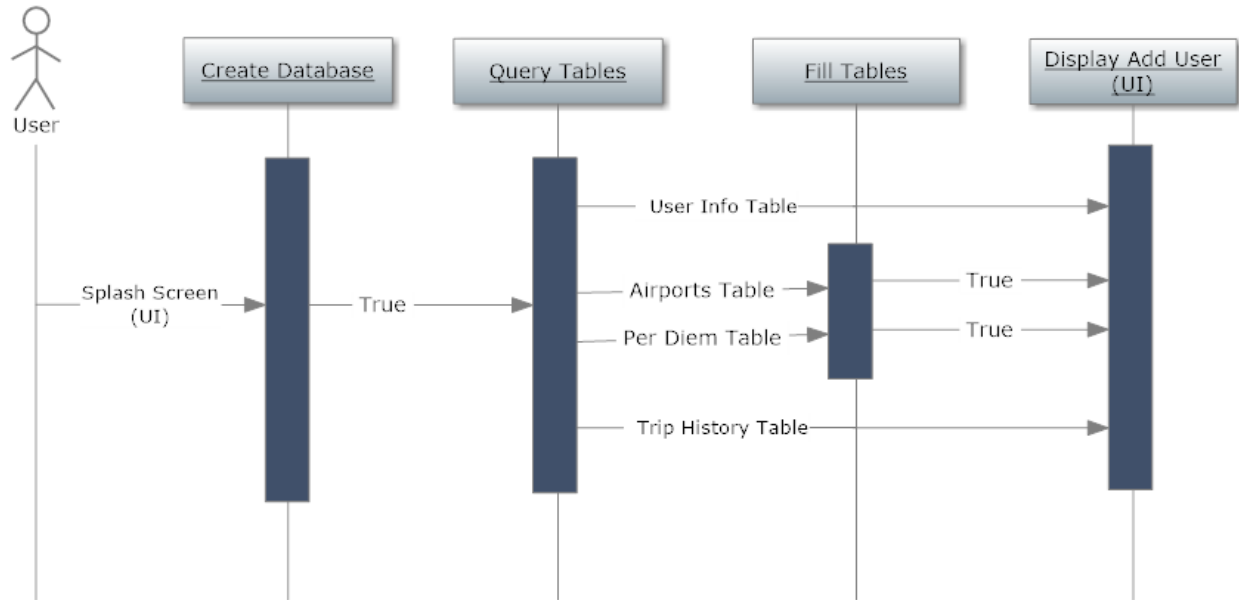 User
Create Database
Query Tables
Fill Tables
Display Add User
(UI)
User Info Table
Splash Screen
(UI)
True
Airports Table
True
Per Diem Table
True
Trip History Table